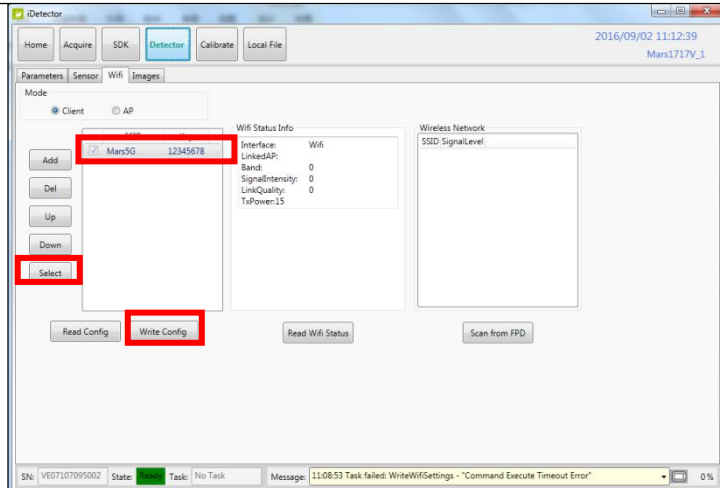 iDetector
Home Acquire SDK Detector Calibrate Local File
2016/09/02 11:12:39
Mars1717V_1
Parameters Sensor Wifi Images
Mode
Client AP
Wifi Status Info
Wireless Network
Mars5G 12345678
Interface: Wifi
LinkedAP:
Band: 0
SignalIntensity: 0
LinkQuality: 0
TxPower:15
SSID SignalLevel
Add
Del
Up
Down
Select
Read Config Write Config Read Wifi Status Scan from FPD
SN: VE07107095002 State: Ready Task: No Task Message: 11:08:53 Task failed: WriteWifiSettings - "Command Execute Timeout Error" 0%